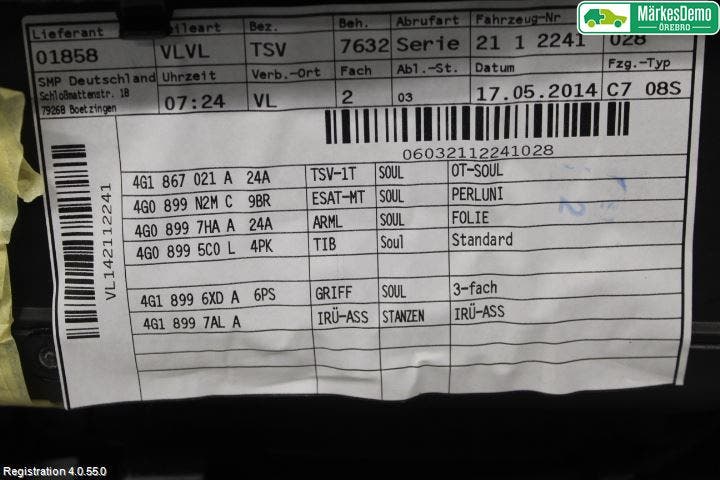 MärkesDemo
ÖREBRO
Lieferant eileart Bez. Beh. Abrufart Fahrzeug-Nr
01858 VLVL TSV 7632 Serie 21 1 2241 028
SMP Deutschland Uhrzeit Verb.-Ort Fach Abl.-St. Datum Fzg.-Typ
Schloßmattenstr. 18
79268 Boetzingen 07:24 VL 2 03 17.05.2014 C7 08S
06032112241028
VL142112241
4G1 867 021 A 24A TSV-1T SOUL OT-SOUL
4G0 899 N2M C 9BR ESAT-MT SOUL PERLUNI
4G0 899 7HA A 24A ARML SOUL FOLIE
4G0 899 5C0 L 4PK TIB Soul Standard
4G1 899 6XD A 6PS GRIFF SOUL 3-fach
4G1 899 7AL A IRÜ-ASS STANZEN IRÜ-ASS
Registration 4.0.55.0